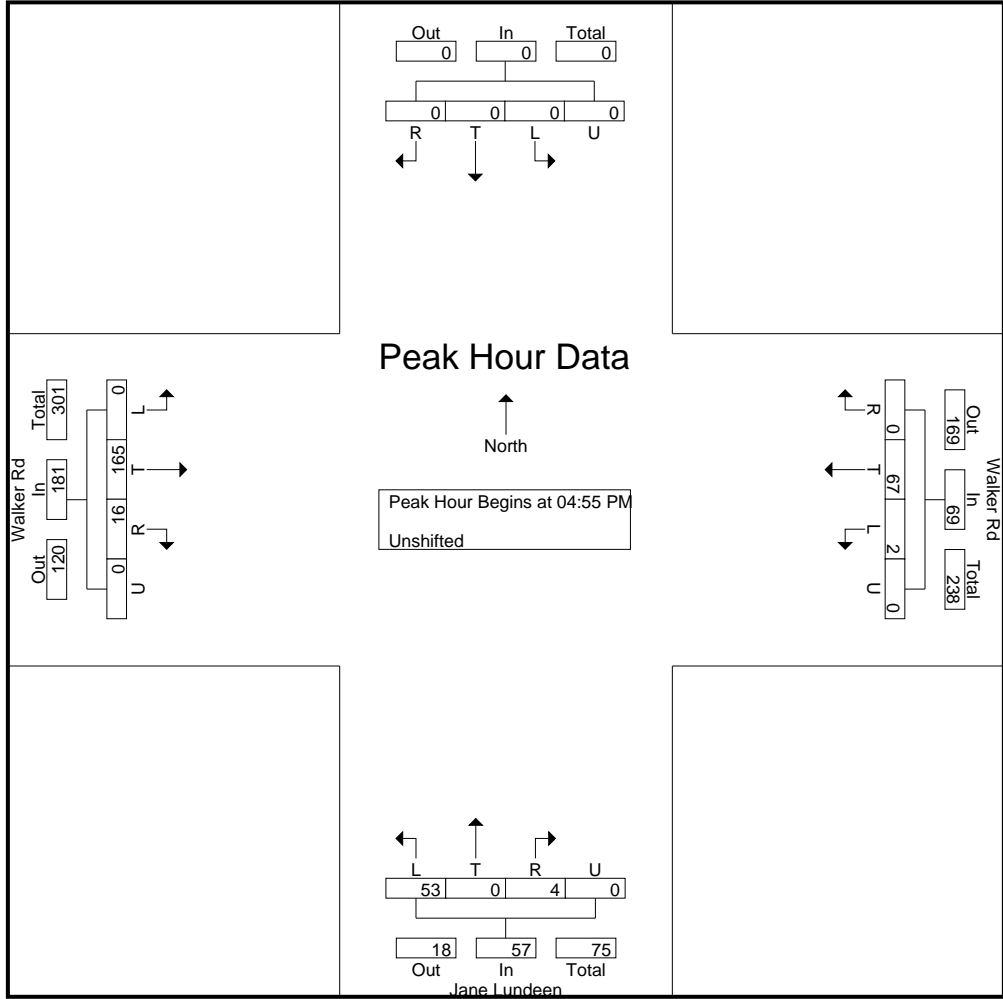 Out In Total
0 0 0
0 0 0 0
R T L U
Peak Hour Data
North
Peak Hour Begins at 04:55 PM
Unshifted
Walker Rd
Total In Out
301 181 120
0 165 16 0
L T R U
R T L U
0 67 2 0
169 69 238
Out In Total
Walker Rd
L T R U
53 0 4 0
18 57 75
Out In Total
Jane Lundeen